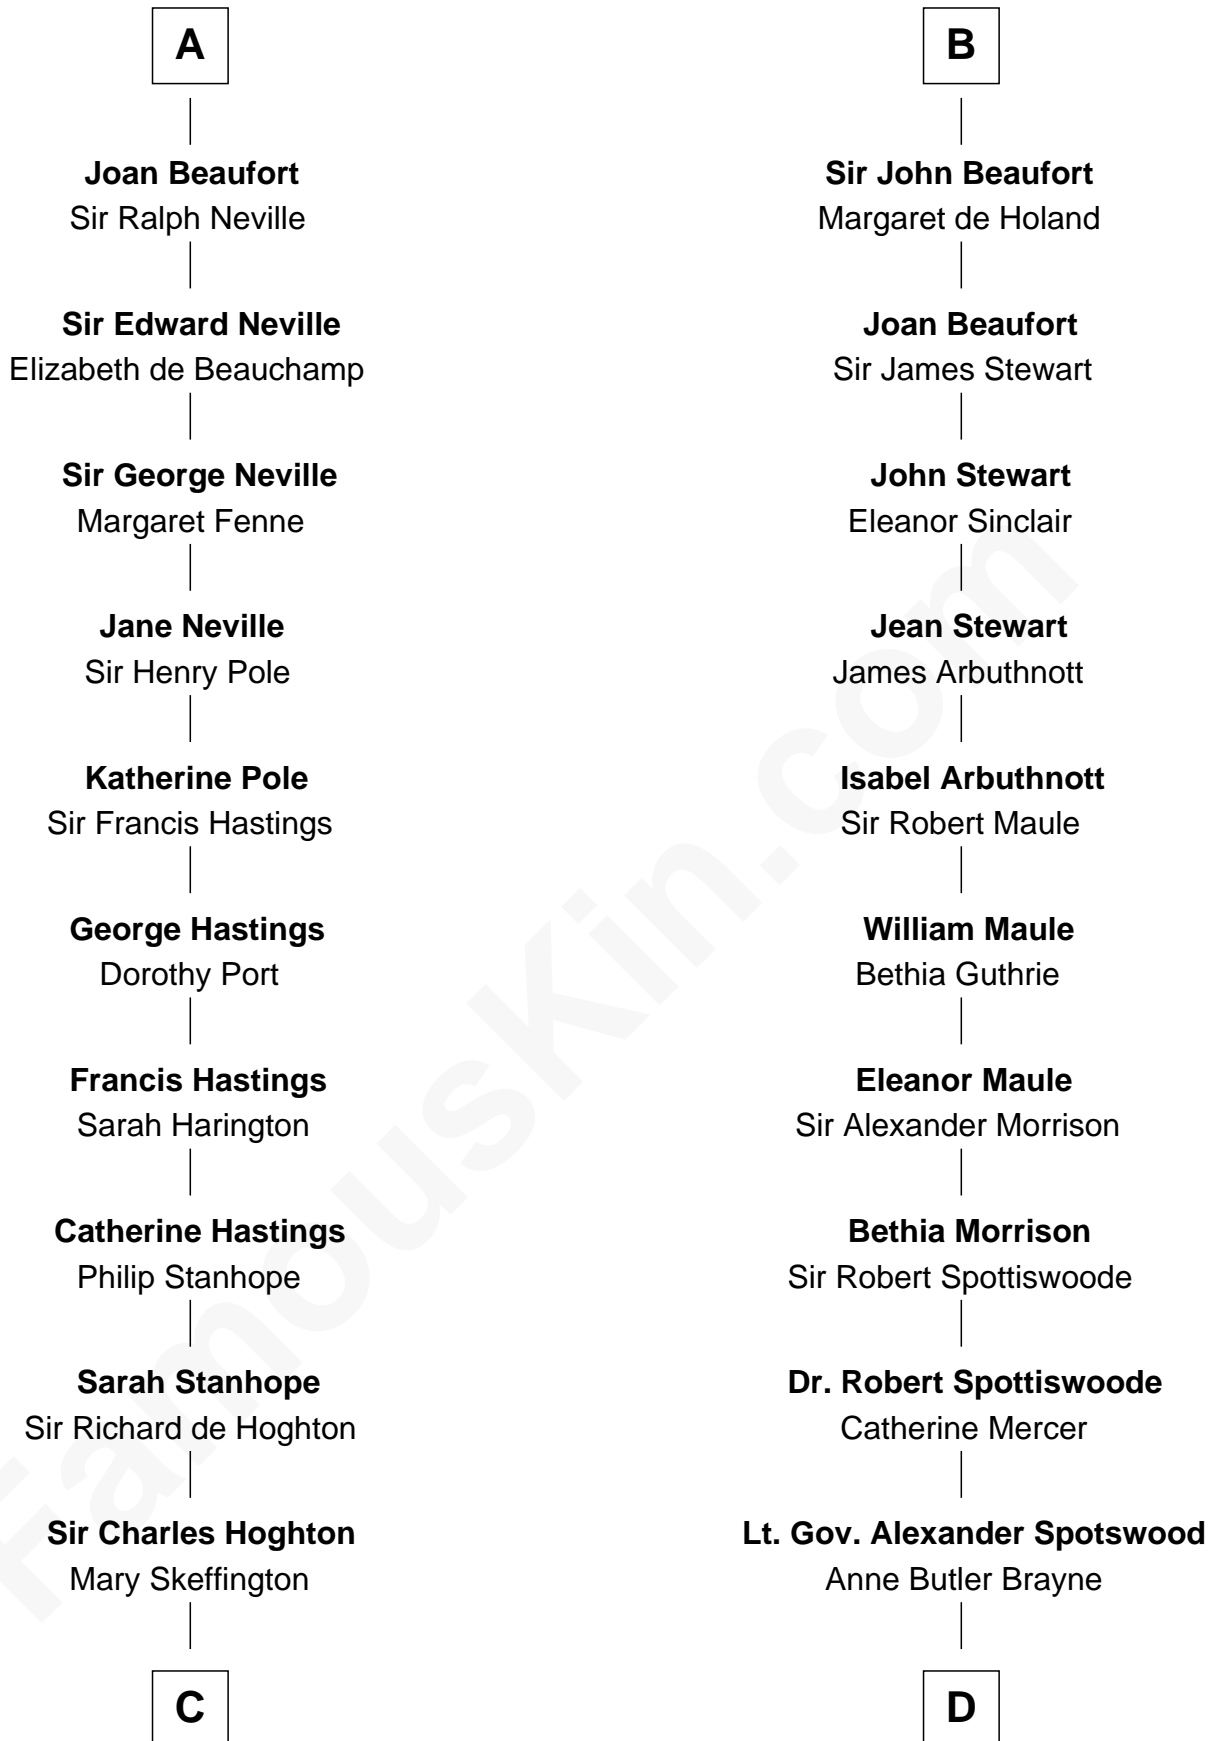 A
Joan Beaufort
Sir Ralph Neville
Sir Edward Neville
Elizabeth de Beauchamp
Sir George Neville
Margaret Fenne
Jane Neville
Sir Henry Pole
Katherine Pole
Sir Francis Hastings
George Hastings
Dorothy Port
Francis Hastings
Sarah Harington
Catherine Hastings
Philip Stanhope
Sarah Stanhope
Sir Richard de Hoghton
Sir Charles Hoghton
Mary Skeffington
C
B
Sir John Beaufort
Margaret de Holand
Joan Beaufort
Sir James Stewart
John Stewart
Eleanor Sinclair
Jean Stewart
James Arbuthnott
Isabel Arbuthnott
Sir Robert Maule
William Maule
Bethia Guthrie
Eleanor Maule
Sir Alexander Morrison
Bethia Morrison
Sir Robert Spottiswoode
Dr. Robert Spottiswoode
Catherine Mercer
Lt. Gov. Alexander Spotswood
Anne Butler Brayne
D
FamousKin.com